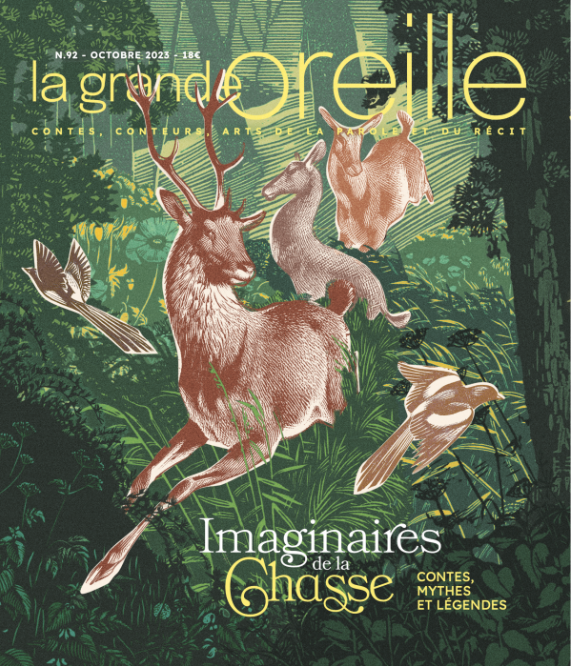 N.92 - OCTOBRE 2023 - 18€
la grande oreille
CONTES, CONTEURS, ARTS DE LA PAROLE ET DU RÉCIT
Imaginaires
de la
Chasse
CONTES,
MYTHES
ET LÉGENDES